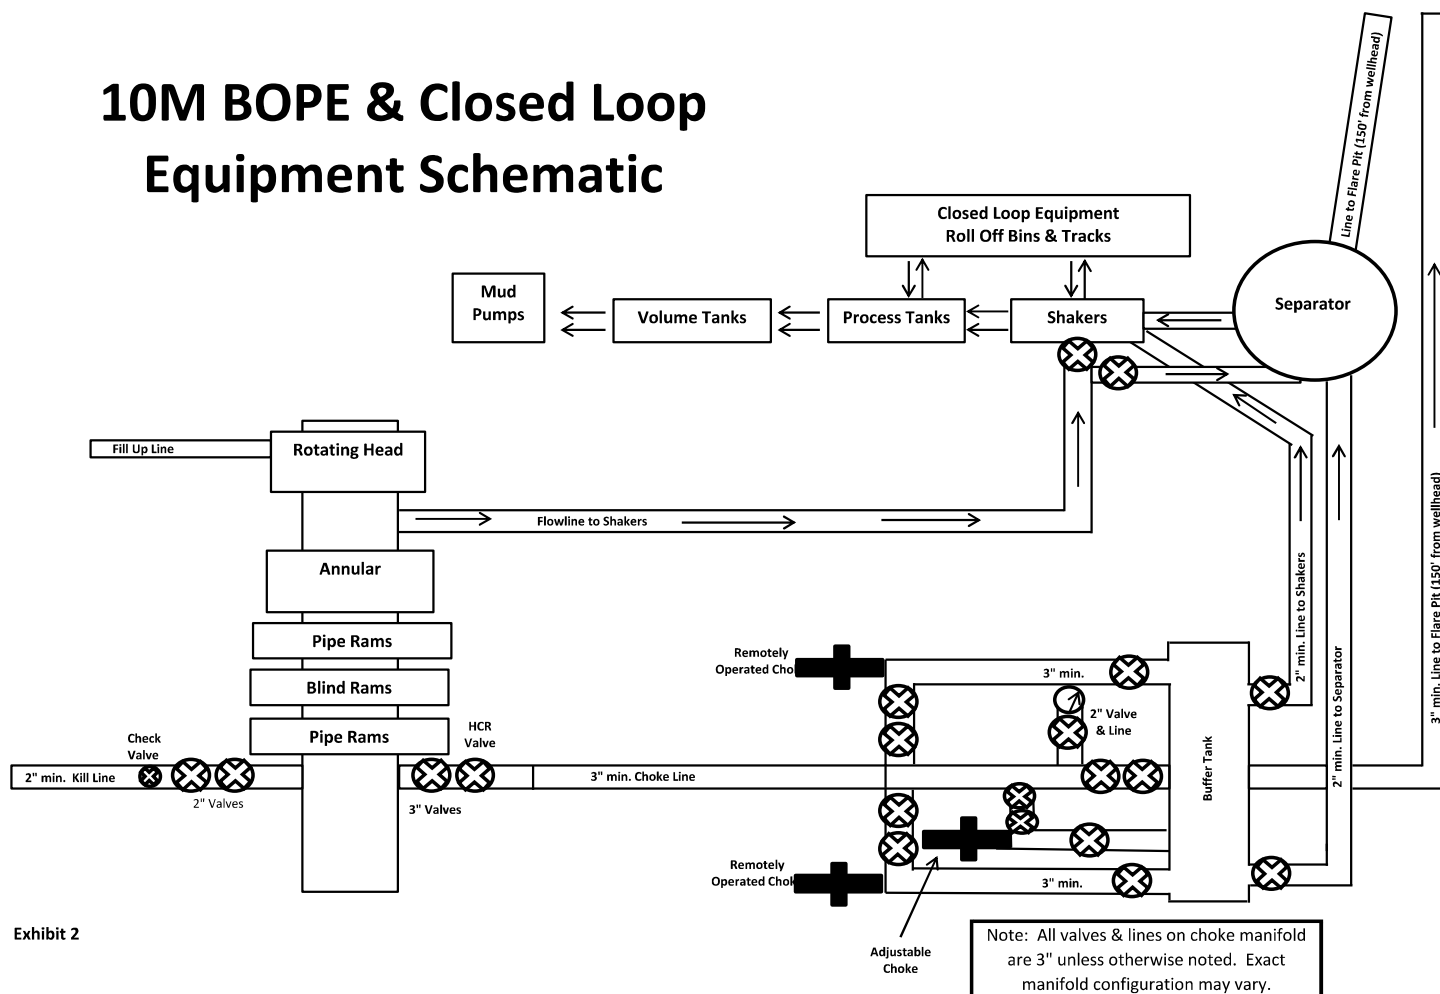 10M BOPE & Closed Loop
Equipment Schematic
Line to Flare Pit (150' from wellhead)
Closed Loop Equipment
Roll Off Bins & Tracks
Mud
Pumps
Volume Tanks
Process Tanks
Shakers
Separator
Fill Up Line
Rotating Head
Flowline to Shakers
Annular
Pipe Rams
Blind Rams
Pipe Rams
Check
Valve
HCR
Valve
2" min. Kill Line
2" Valves
3" Valves
3" min. Choke Line
Remotely
Operated Chok
3" min.
2" Valve
& Line
Buffer Tank
2" min. Line to Shakers
2" min. Line to Separator
3" min. Line to Flare Pit (150' from wellhead)
Remotely
Operated Chok
3" min.
Adjustable
Choke
Exhibit 2
Note: All valves & lines on choke manifold
are 3" unless otherwise noted. Exact
manifold configuration may vary.